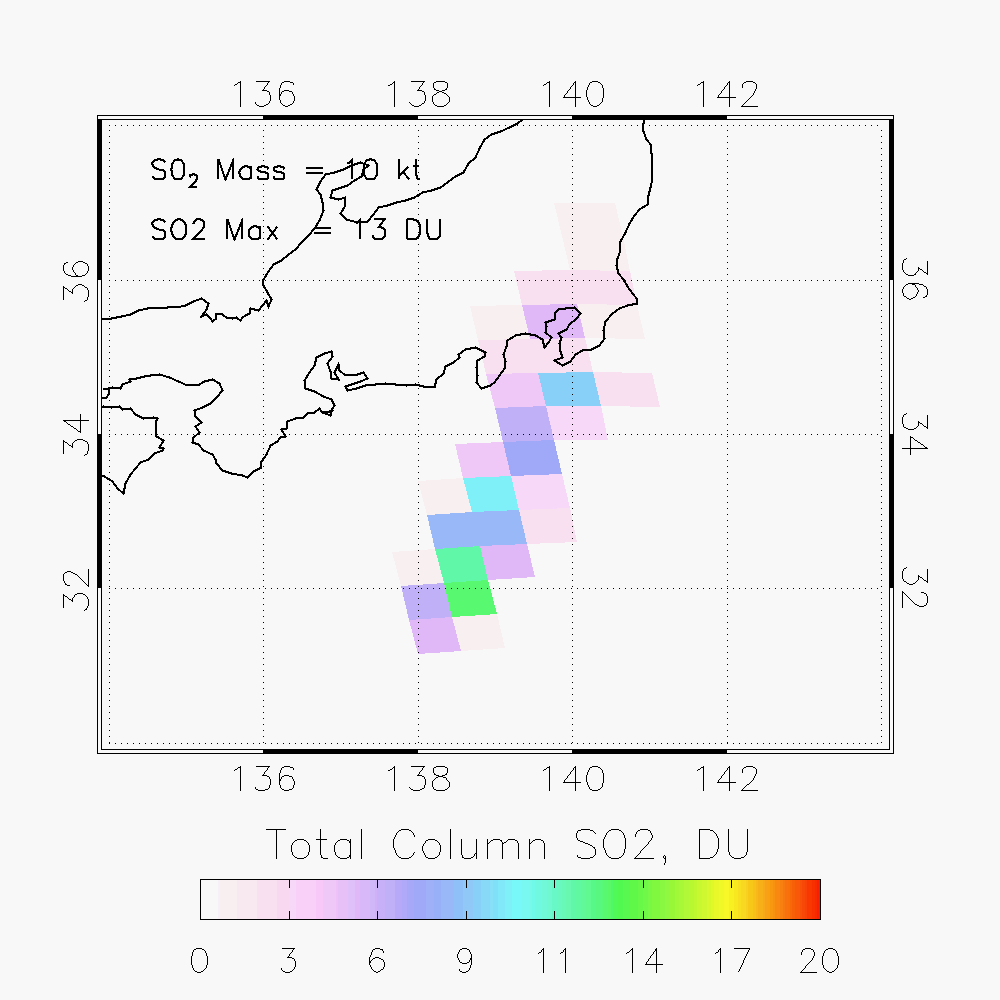 136 138 140 142
SO2 Mass = 10 kt
SO2 Max = 13 DU
36 36
34 34
32 32
136 138 140 142
Total Column SO2, DU
0 3 6 9 11 14 17 20